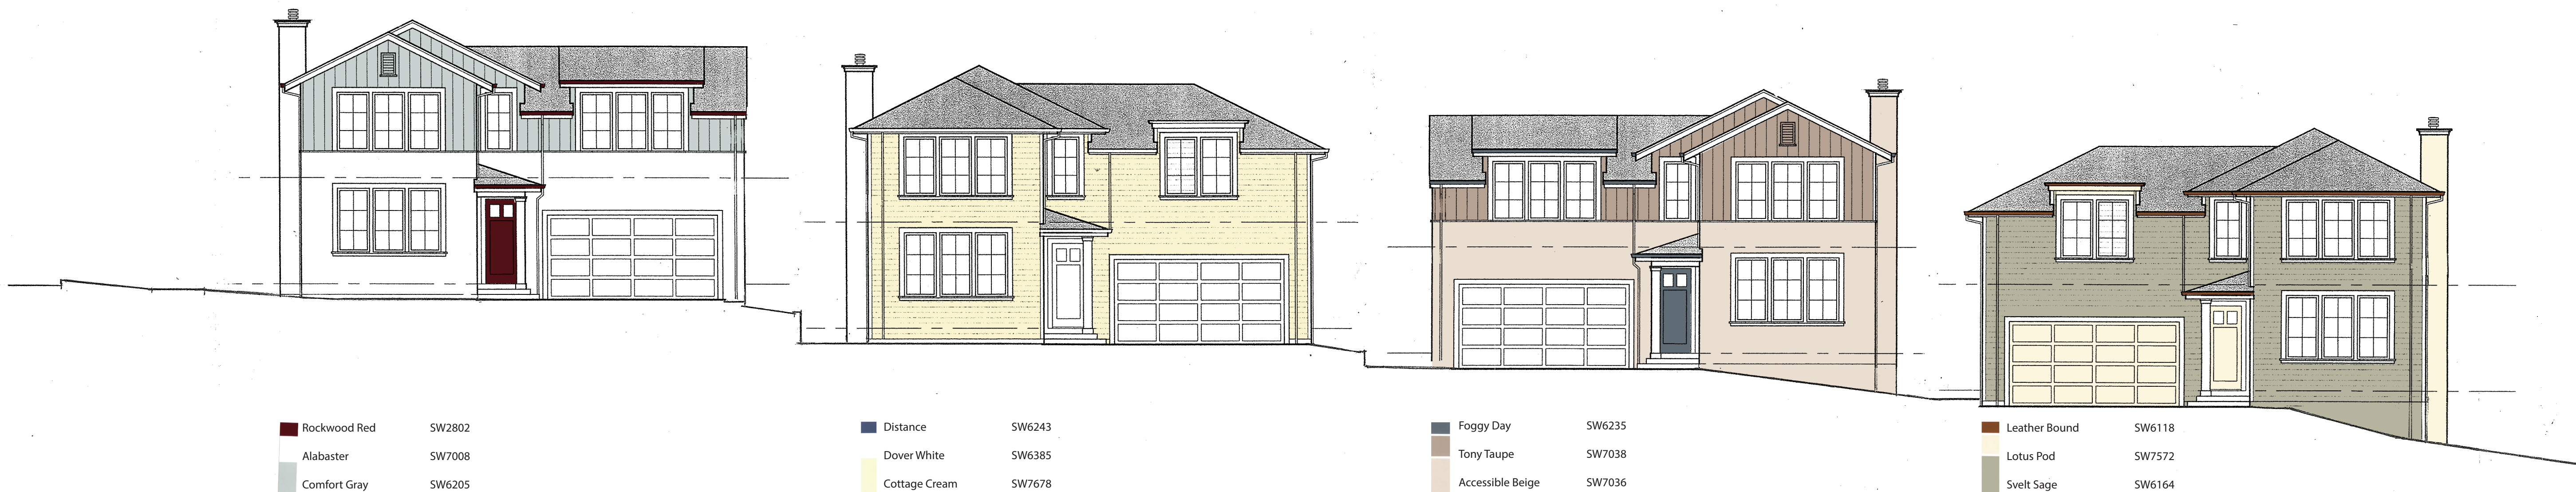 Rockwood Red SW2802
Alabaster SW7008
Comfort Gray SW6205
Distance SW6243
Dover White SW6385
Cottage Cream SW7678
Foggy Day SW6235
Tony Taupe SW7038
Accessible Beige SW7036
Leather Bound SW6118
Lotus Pod SW7572
Svelt Sage SW6164